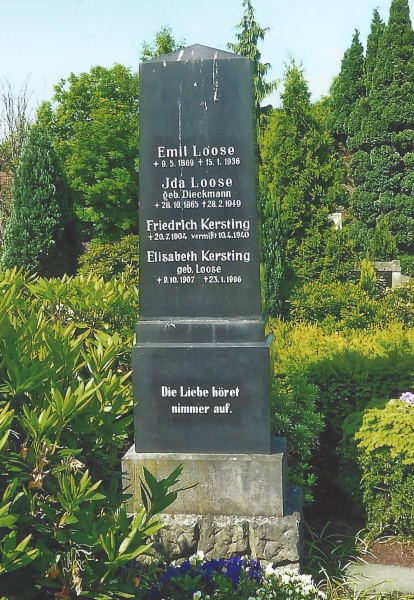 Emil Loose
* 9.5.1869 + 15.1.1936
Jda Loose
geb. Dieckmann
* 28.10.1865 + 28.2.1949
Friedrich Kersting
* 20.7.1904 vermißt 10.4.1940
Elisabeth Kersting
geb. Loose
* 9.10.1907 + 23.1.1996
Die Liebe höret
nimmer auf.